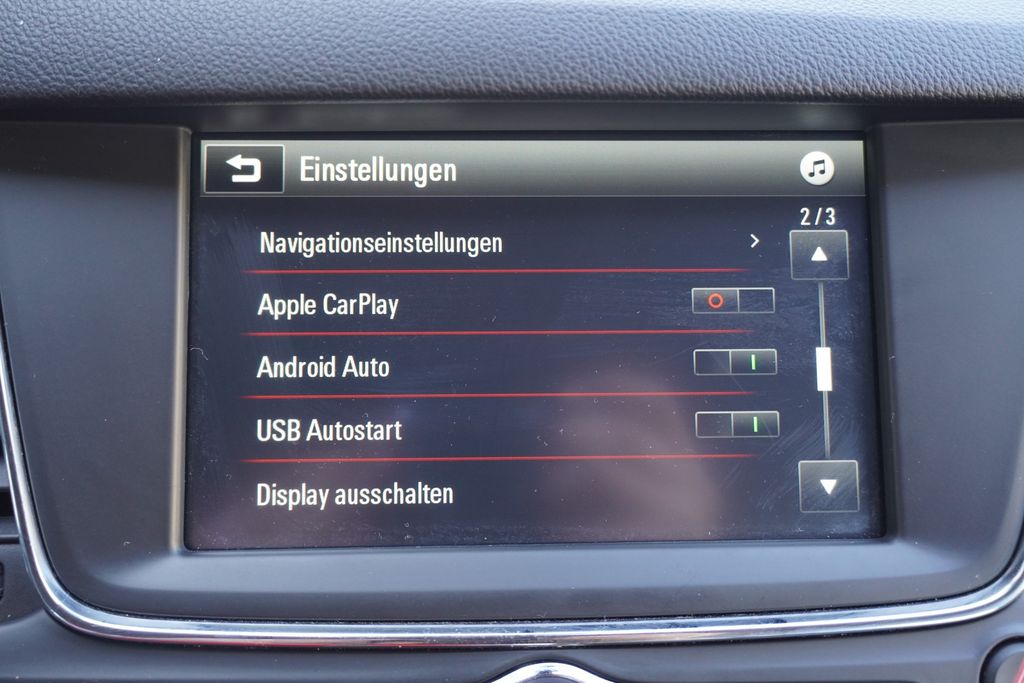 Einstellungen
2/3
Navigationseinstellungen
Apple CarPlay
Android Auto
USB Autostart
Display ausschalten